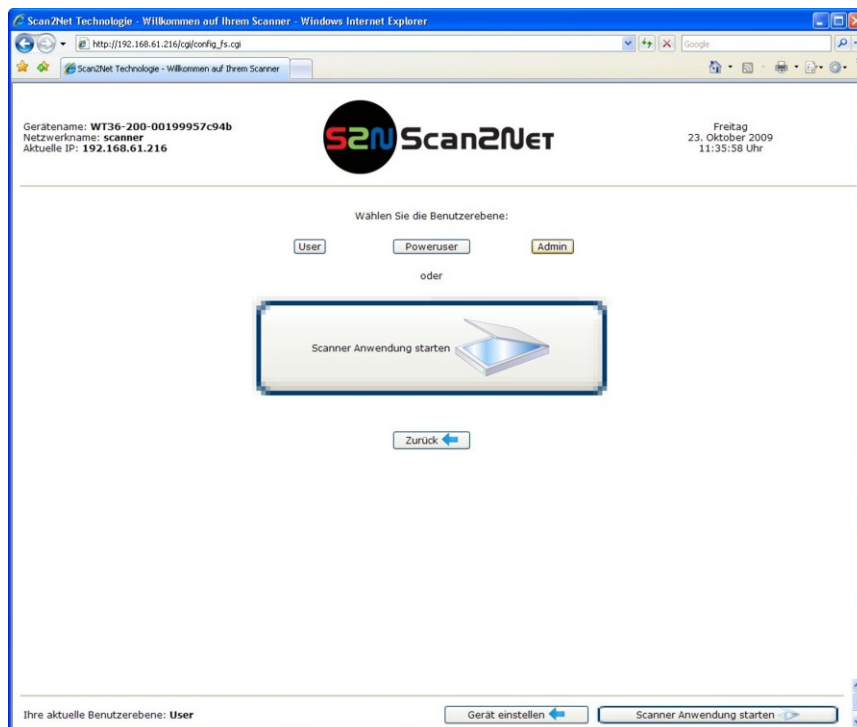 Scan2Net Technologie - Willkommen auf Ihrem Scanner - Windows Internet Explorer
http://192.168.61.216/cgi/config_fs.cgi
Google
Scan2Net Technologie - Willkommen auf Ihrem Scanner
Gerätename: WT36-200-00199957c94b
Netzwerkname: scanner
Aktuelle IP: 192.168.61.216
S2N Scan2Net
Freitag
23. Oktober 2009
11:35:58 Uhr
Wählen Sie die Benutzerebene:
User Poweruser Admin
oder
Scanner Anwendung starten
Zurück
Ihre aktuelle Benutzerebene: User Gerät einstellen Scanner Anwendung starten